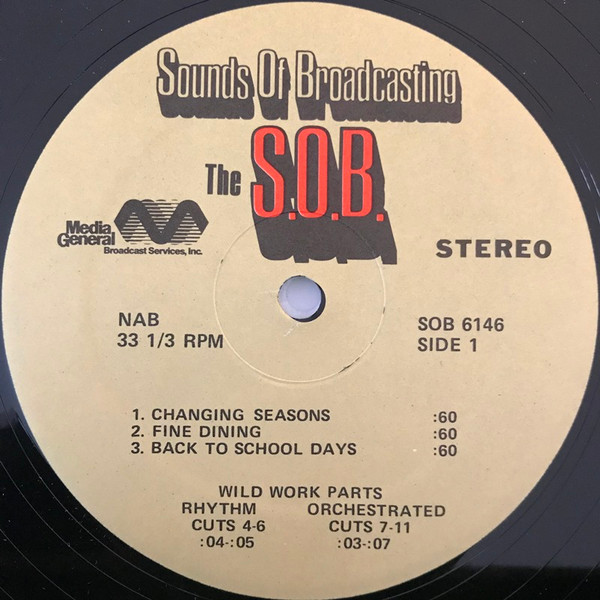 Sounds Of Broadcasting
The S.O.B.
Media
General
Broadcast Services, Inc.
STEREO
NAB
33 1/3 RPM
SOB 6146
SIDE 1
1. CHANGING SEASONS :60
2. FINE DINING :60
3. BACK TO SCHOOL DAYS :60
WILD WORK PARTS
RHYTHM ORCHESTRATED
CUTS 4-6 CUTS 7-11
:04-:05 :03-:07